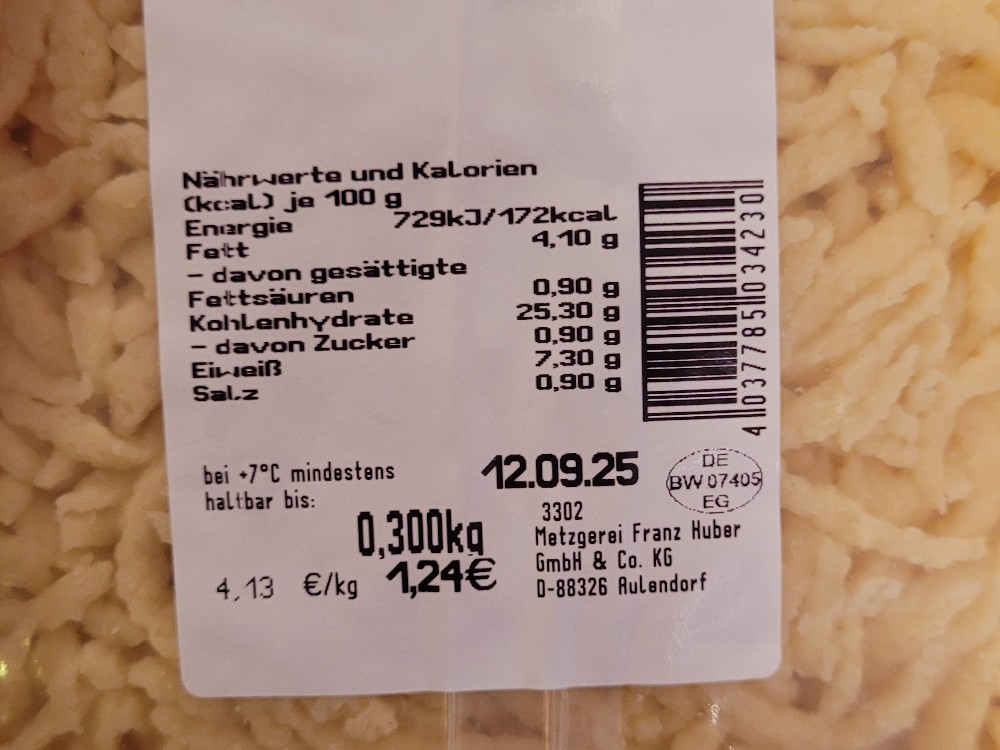 Nährwerte und Kalorien
(kcal) je 100 g
Energie 729kJ/172kcal
Fett 4,10 g
- davon gesättigte
Fettsäuren 0,90 g
Kohlenhydrate 25,30 g
- davon Zucker 0,90 g
Eiweiß 7,30 g
Salz 0,90 g
4 037785 034230
bei +7°C mindestens
haltbar bis: 12.09.25
DE
BW 07405
EG
0,300kg
4,13 €/kg 1,24€
3302
Metzgerei Franz Huber
GmbH & Co. KG
D-88326 Aulendorf